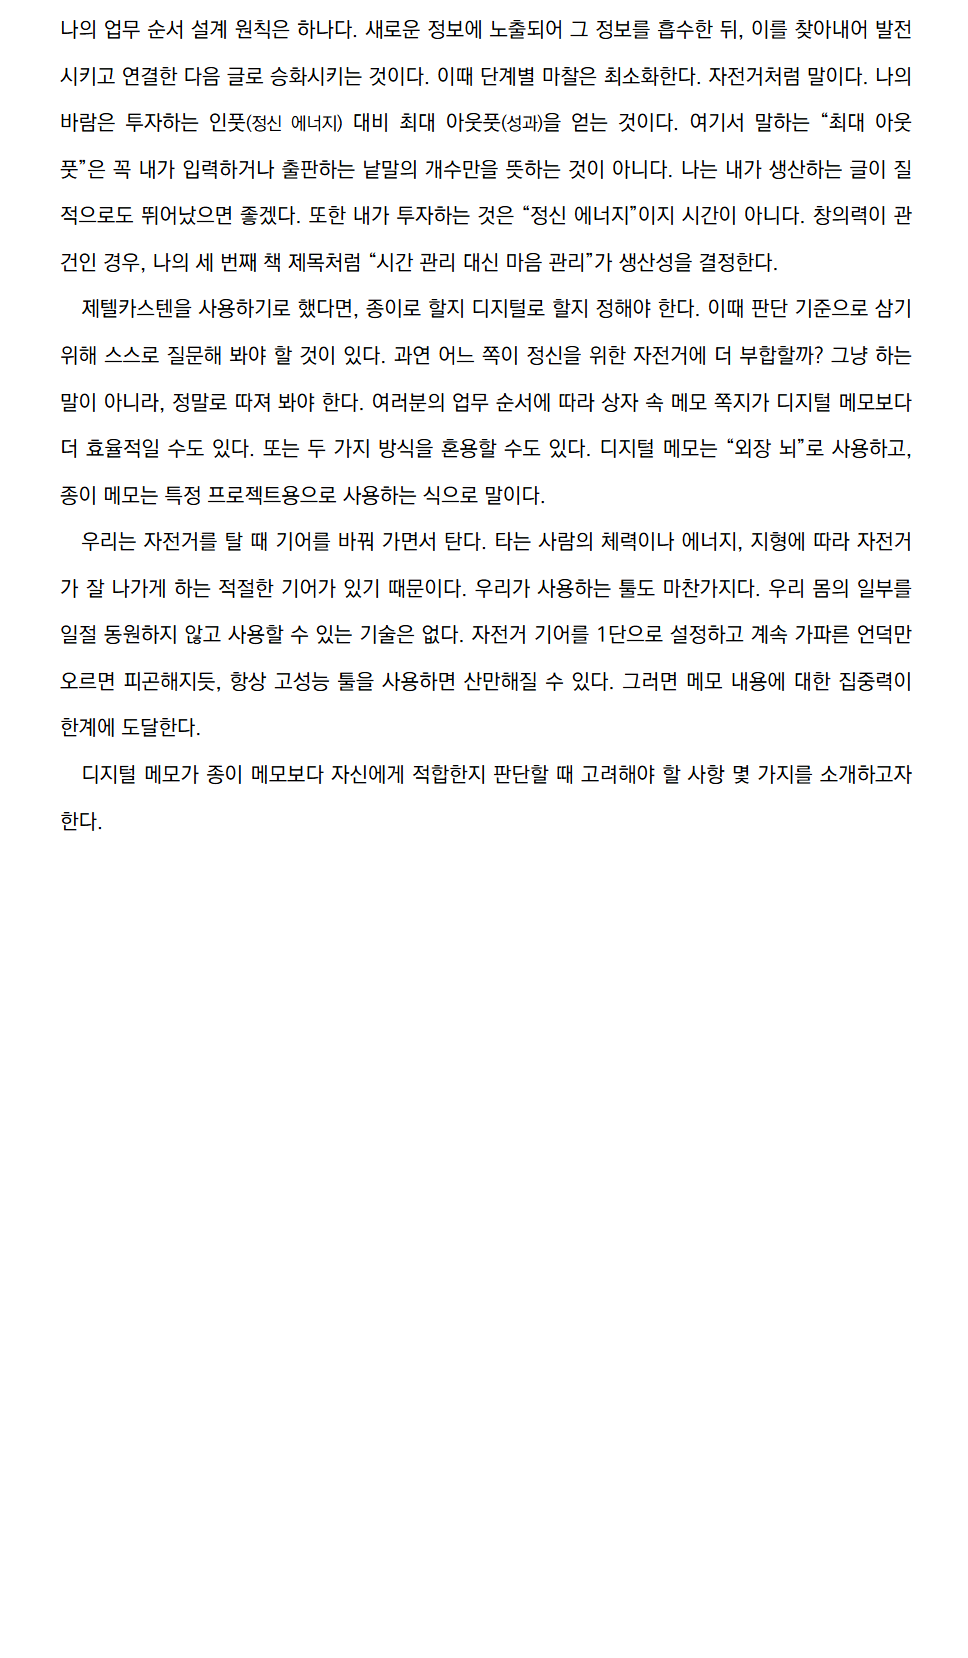 나의 업무 순서 설계 원칙은 하나다. 새로운 정보에 노출되어 그 정보를 흡수한 뒤, 이를 찾아내어 발전
시키고 연결한 다음 글로 승화시키는 것이다. 이때 단계별 마찰은 최소화한다. 자전거처럼 말이다. 나의
바람은 투자하는 인풋(정신 에너지) 대비 최대 아웃풋(성과)을 얻는 것이다. 여기서 말하는 “최대 아웃
풋”은 꼭 내가 입력하거나 출판하는 낱말의 개수만을 뜻하는 것이 아니다. 나는 내가 생산하는 글이 질
적으로도 뛰어났으면 좋겠다. 또한 내가 투자하는 것은 “정신 에너지”이지 시간이 아니다. 창의력이 관
건인 경우, 나의 세 번째 책 제목처럼 “시간 관리 대신 마음 관리”가 생산성을 결정한다.
제텔카스텐을 사용하기로 했다면, 종이로 할지 디지털로 할지 정해야 한다. 이때 판단 기준으로 삼기
위해 스스로 질문해 봐야 할 것이 있다. 과연 어느 쪽이 정신을 위한 자전거에 더 부합할까? 그냥 하는
말이 아니라, 정말로 따져 봐야 한다. 여러분의 업무 순서에 따라 상자 속 메모 쪽지가 디지털 메모보다
더 효율적일 수도 있다. 또는 두 가지 방식을 혼용할 수도 있다. 디지털 메모는 “외장 뇌”로 사용하고,
종이 메모는 특정 프로젝트용으로 사용하는 식으로 말이다.
우리는 자전거를 탈 때 기어를 바꿔 가면서 탄다. 타는 사람의 체력이나 에너지, 지형에 따라 자전거
가 잘 나가게 하는 적절한 기어가 있기 때문이다. 우리가 사용하는 툴도 마찬가지다. 우리 몸의 일부를
일절 동원하지 않고 사용할 수 있는 기술은 없다. 자전거 기어를 1단으로 설정하고 계속 가파른 언덕만
오르면 피곤해지듯, 항상 고성능 툴을 사용하면 산만해질 수 있다. 그러면 메모 내용에 대한 집중력이
한계에 도달한다.
디지털 메모가 종이 메모보다 자신에게 적합한지 판단할 때 고려해야 할 사항 몇 가지를 소개하고자
한다.